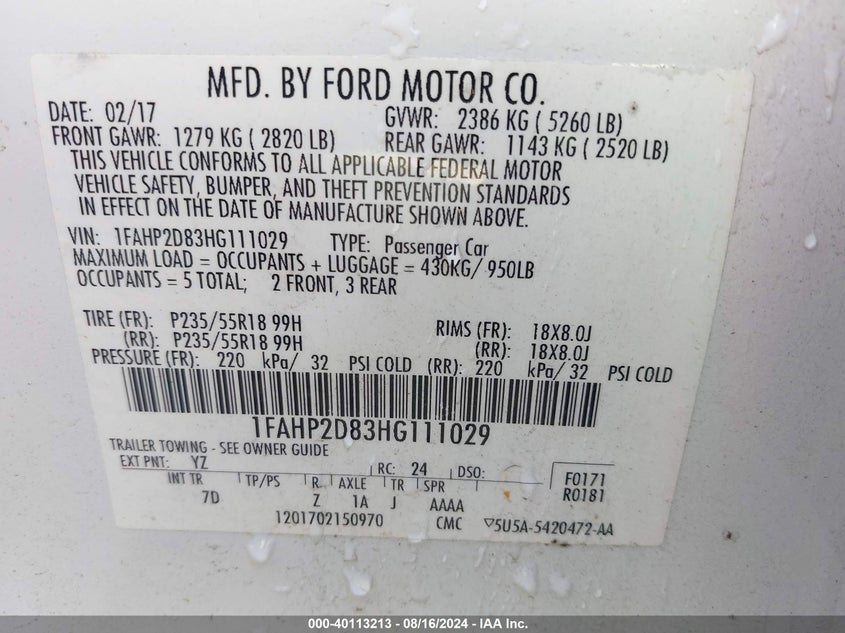 MFD. BY FORD MOTOR CO.
DATE: 02/17 GVWR: 2386 KG ( 5260 LB)
FRONT GAWR: 1279 KG ( 2820 LB) REAR GAWR: 1143 KG ( 2520 LB)
THIS VEHICLE CONFORMS TO ALL APPLICABLE FEDERAL MOTOR
VEHICLE SAFETY, BUMPER, AND THEFT PREVENTION STANDARDS
IN EFFECT ON THE DATE OF MANUFACTURE SHOWN ABOVE.
VIN: 1FAHP2D83HG111029 TYPE: Passenger Car
MAXIMUM LOAD = OCCUPANTS + LUGGAGE = 430KG/ 950LB
OCCUPANTS = 5 TOTAL; 2 FRONT, 3 REAR
TIRE (FR): P235/55R18 99H RIMS (FR): 18X8.0J
(RR): P235/55R18 99H (RR): 18X8.0J
PRESSURE (FR): 220 kPa/ 32 PSI COLD (RR): 220 kPa/ 32 PSI COLD
1FAHP2D83HG111029
TRAILER TOWING - SEE OWNER GUIDE
EXT PNT: YZ RC: 24 DSO: F0171
INT TR TP/PS R AXLE TR SPR R0181
7D Z 1A J AAAA
1201702150970 CMC ▽5U5A-5420472-AA
000-40113213 - 08/16/2024 - IAA Inc.